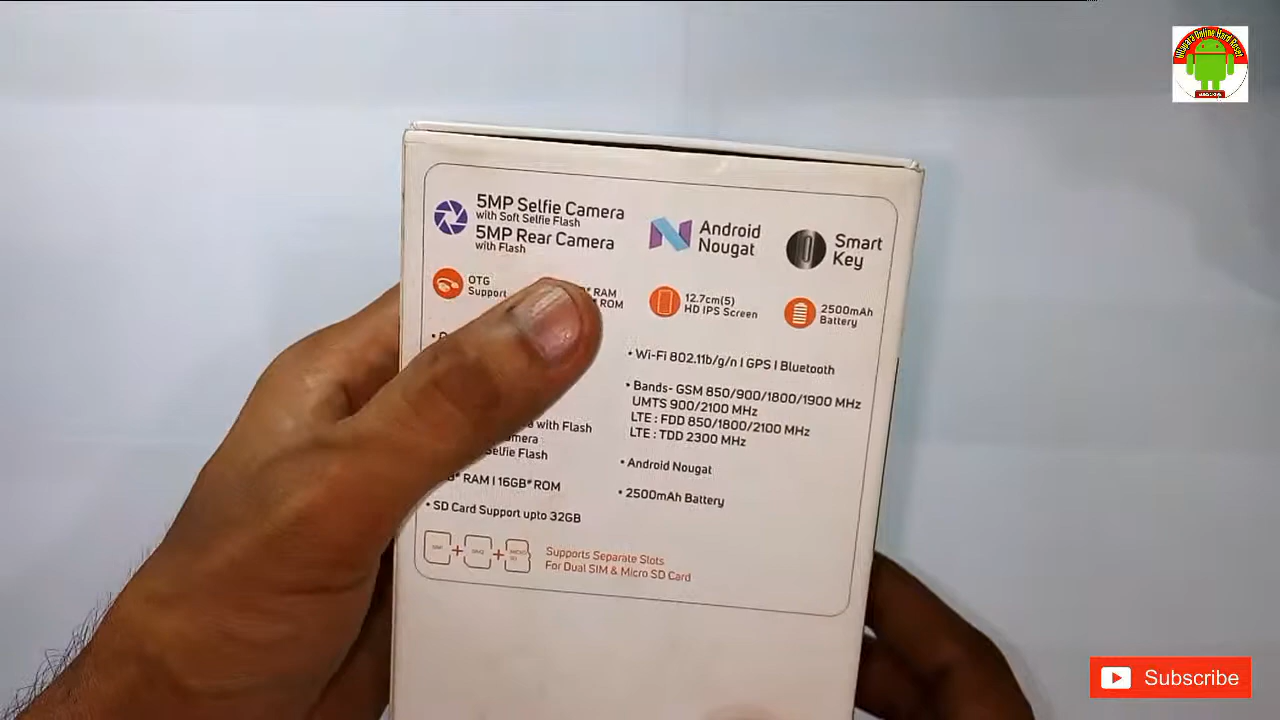 Online Hard Reset
5MP Selfie Camera
with Soft Selfie Flash
5MP Rear Camera
with Flash
Android
Nougat
Smart
Key
OTG
Support
RAM
ROM
12.7cm(5)
HD IPS Screen
2500mAh
Battery
• Wi-Fi 802.11b/g/n I GPS I Bluetooth
• Bands- GSM 850/900/1800/1900 MHz
UMTS 900/2100 MHz
LTE : FDD 850/1800/2100 MHz
LTE : TDD 2300 MHz
• Android Nougat
• 2500mAh Battery
with Flash
Selfie Flash
RAM I 16GB* ROM
• SD Card Support upto 32GB
+ +
Supports Separate Slots
For Dual SIM & Micro SD Card
Subscribe